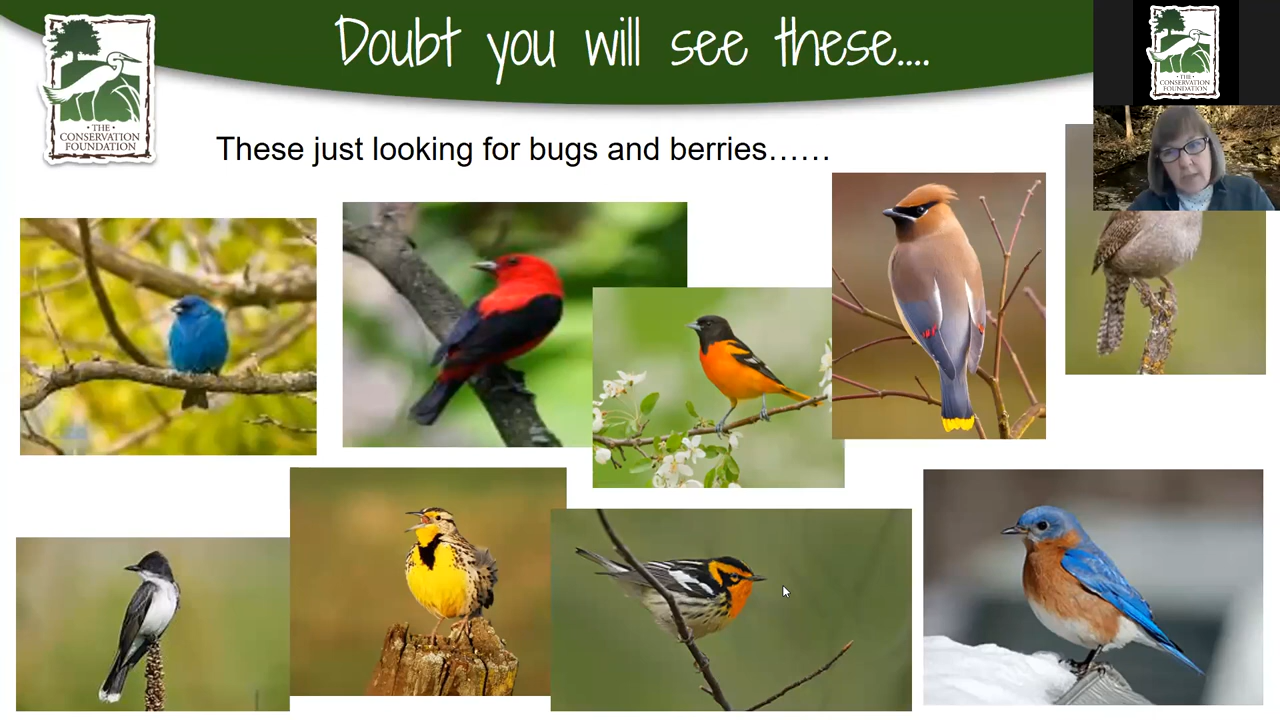 Doubt you will see these....
THE
CONSERVATION
FOUNDATION
THE
CONSERVATION
FOUNDATION
These just looking for bugs and berries……